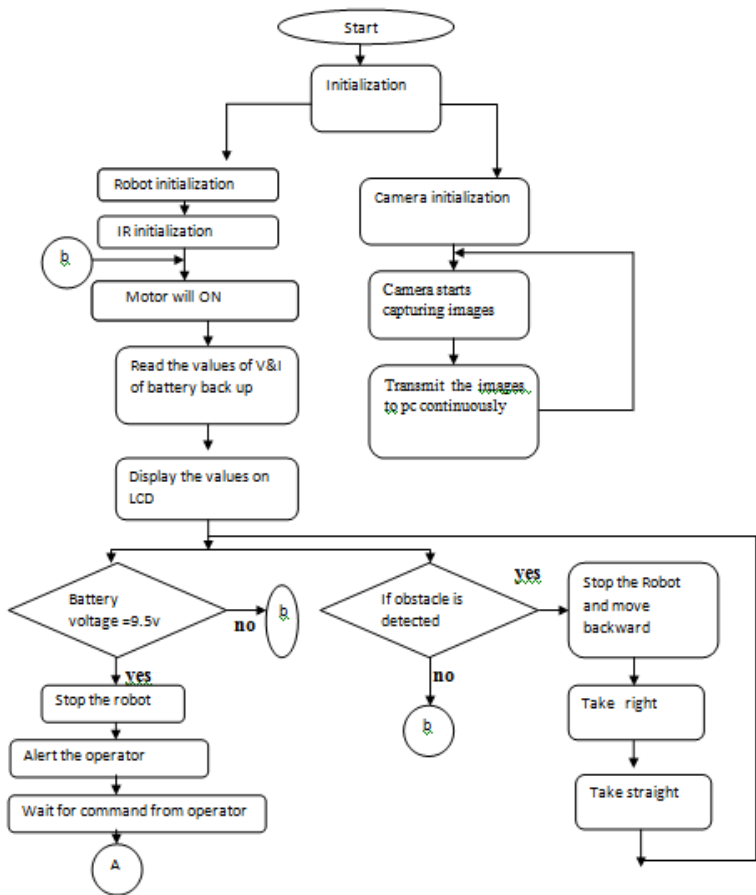 Start
Initialization
Robot initialization
Camera initialization
IR initialization
b
Motor will ON
Camera starts
capturing images
Read the values of V&I
of battery back up
Transmit the images
to pc continuously
Display the values on
LCD
Battery
voltage =9.5v
no
b
If obstacle is
detected
yes
Stop the Robot
and move
backward
yes
no
Stop the robot
b
Take right
Alert the operator
Take straight
Wait for command from operator
A